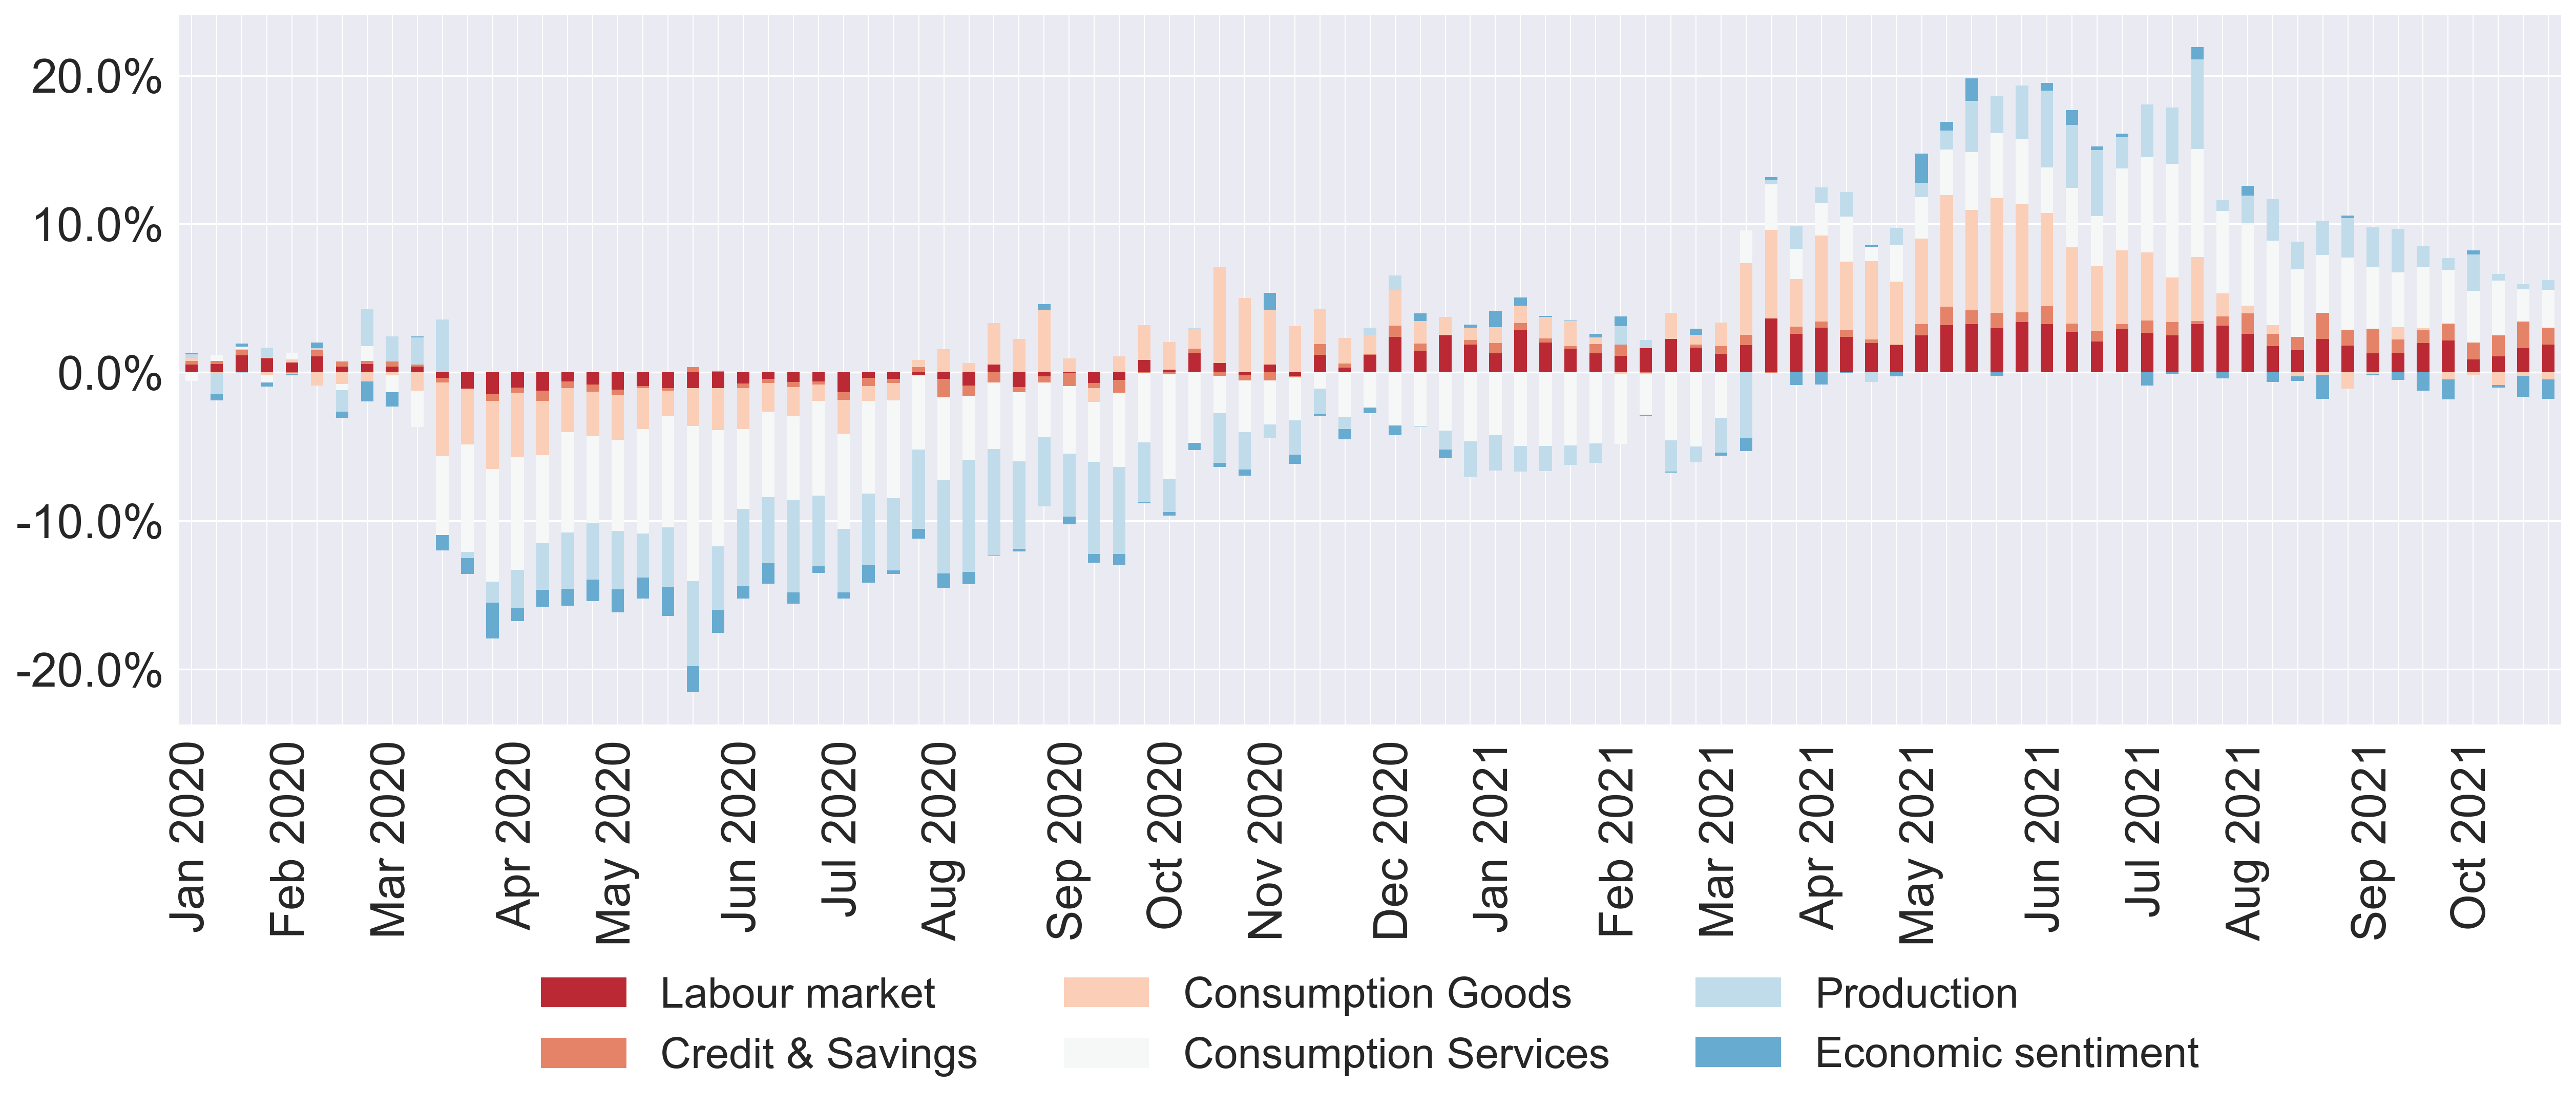 20.0%
10.0%
0.0%
-10.0%
-20.0%
Jan 2020
Feb 2020
Mar 2020
Apr 2020
May 2020
Jun 2020
Jul 2020
Aug 2020
Sep 2020
Oct 2020
Nov 2020
Dec 2020
Jan 2021
Feb 2021
Mar 2021
Apr 2021
May 2021
Jun 2021
Jul 2021
Aug 2021
Sep 2021
Oct 2021
Labour market
Consumption Goods
Production
Credit & Savings
Consumption Services
Economic sentiment